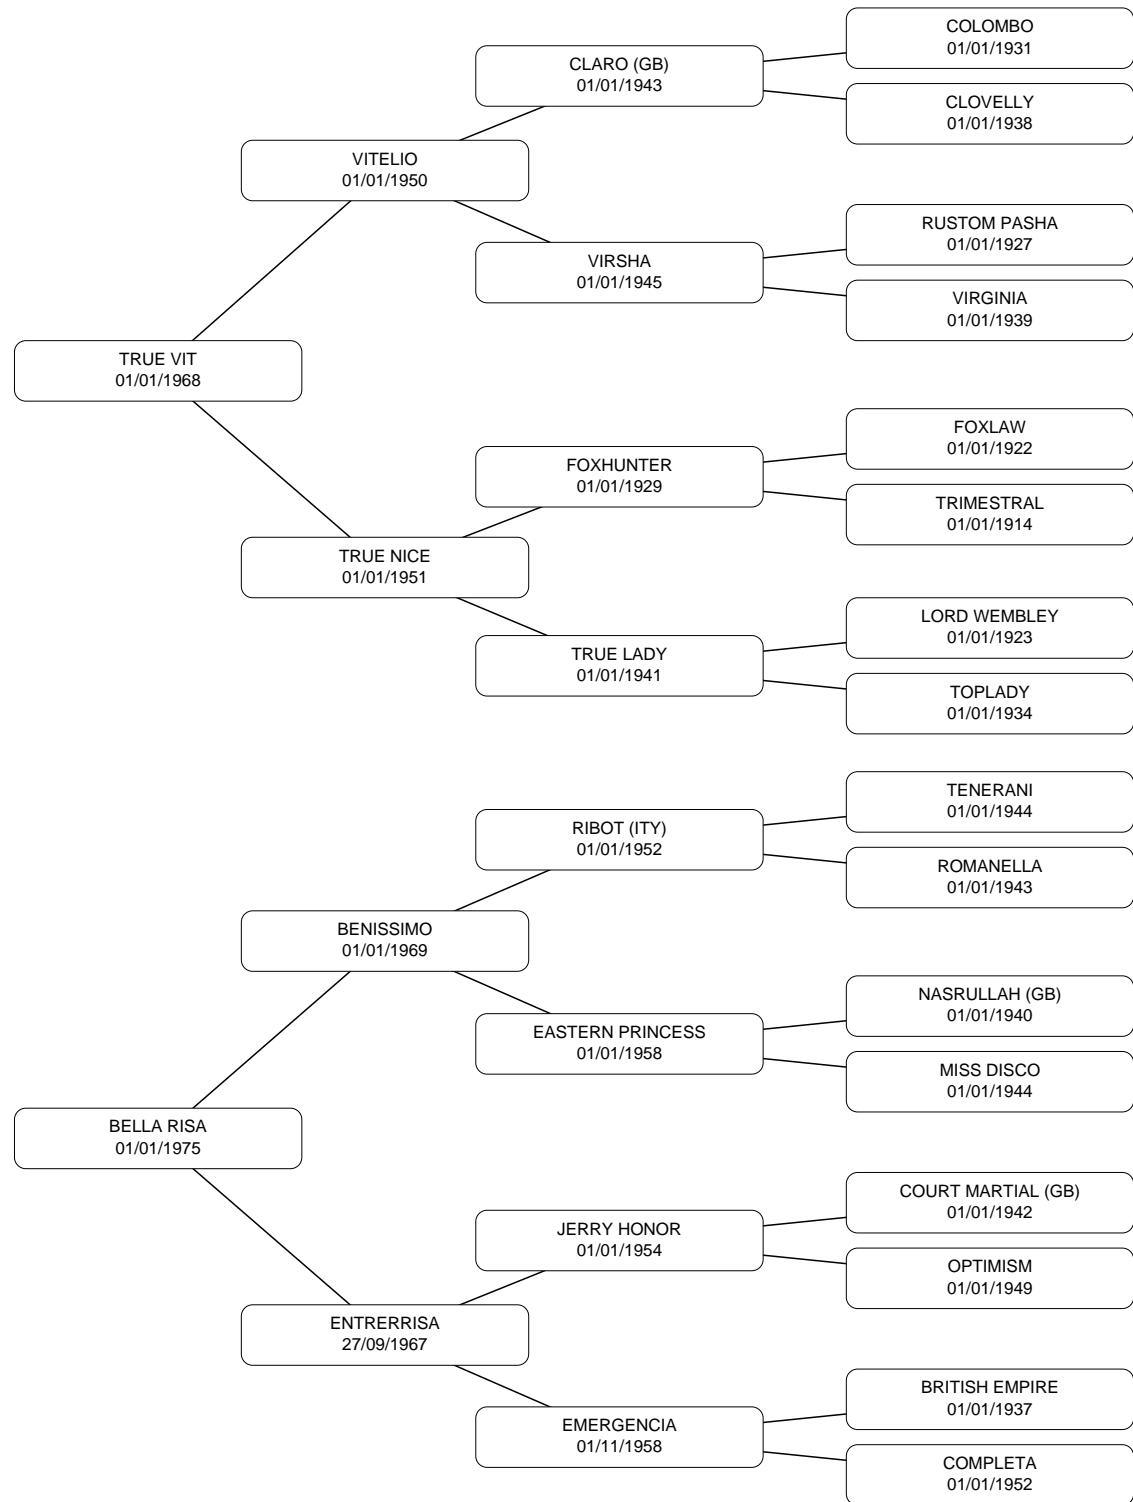 COLOMBO
01/01/1931
CLARO (GB)
01/01/1943
CLOVELLY
01/01/1938
VITELIO
01/01/1950
RUSTOM PASHA
01/01/1927
VIRSHA
01/01/1945
VIRGINIA
01/01/1939
TRUE VIT
01/01/1968
FOXLAW
01/01/1922
FOXHUNTER
01/01/1929
TRIMESTRAL
01/01/1914
TRUE NICE
01/01/1951
LORD WEMBLEY
01/01/1923
TRUE LADY
01/01/1941
TOPLADY
01/01/1934
TENERANI
01/01/1944
RIBOT (ITY)
01/01/1952
ROMANELLA
01/01/1943
BENISSIMO
01/01/1969
NASRULLAH (GB)
01/01/1940
EASTERN PRINCESS
01/01/1958
MISS DISCO
01/01/1944
BELLA RISA
01/01/1975
COURT MARTIAL (GB)
01/01/1942
JERRY HONOR
01/01/1954
OPTIMISM
01/01/1949
ENTRERRISA
27/09/1967
BRITISH EMPIRE
01/01/1937
EMERGENCIA
01/11/1958
COMPLETA
01/01/1952